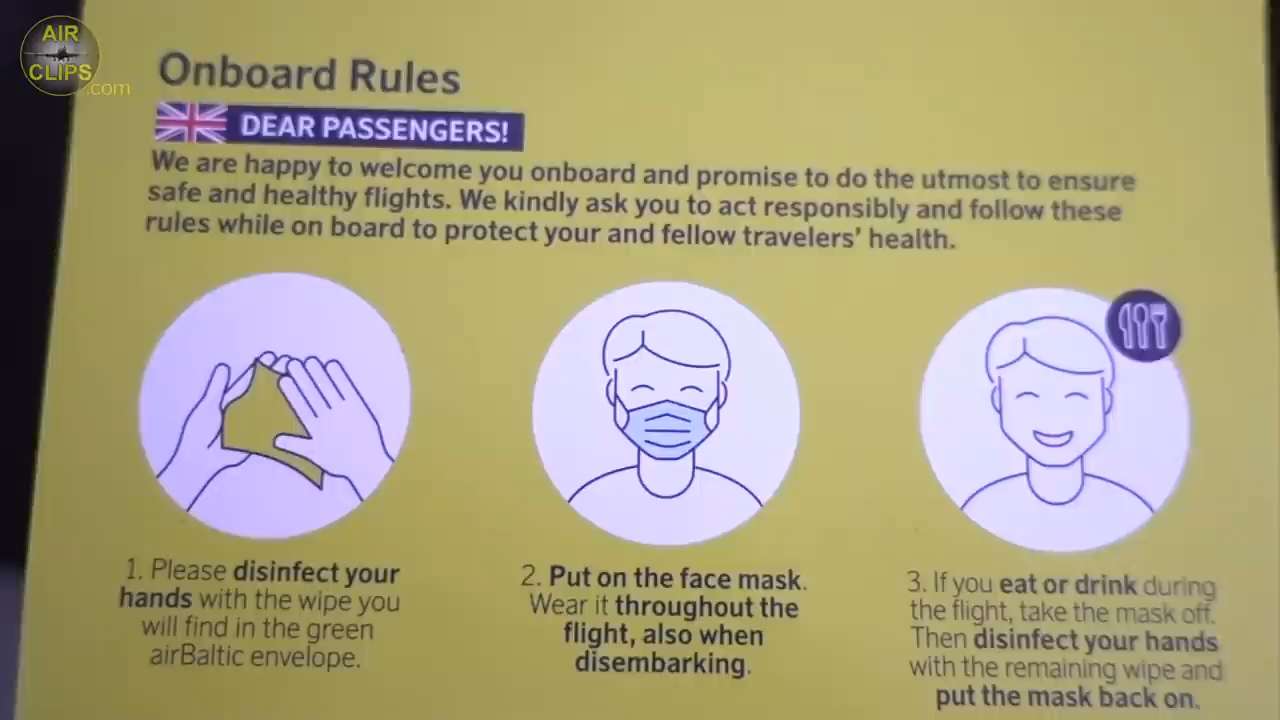 AIR
CLIPS
.com
Onboard Rules
DEAR PASSENGERS!
We are happy to welcome you onboard and promise to do the utmost to ensure
safe and healthy flights. We kindly ask you to act responsibly and follow these
rules while on board to protect your and fellow travelers' health.
1. Please disinfect your
hands with the wipe you
will find in the green
airBaltic envelope.
2. Put on the face mask.
Wear it throughout the
flight, also when
disembarking.
3. If you eat or drink during
the flight, take the mask off.
Then disinfect your hands
with the remaining wipe and
put the mask back on.